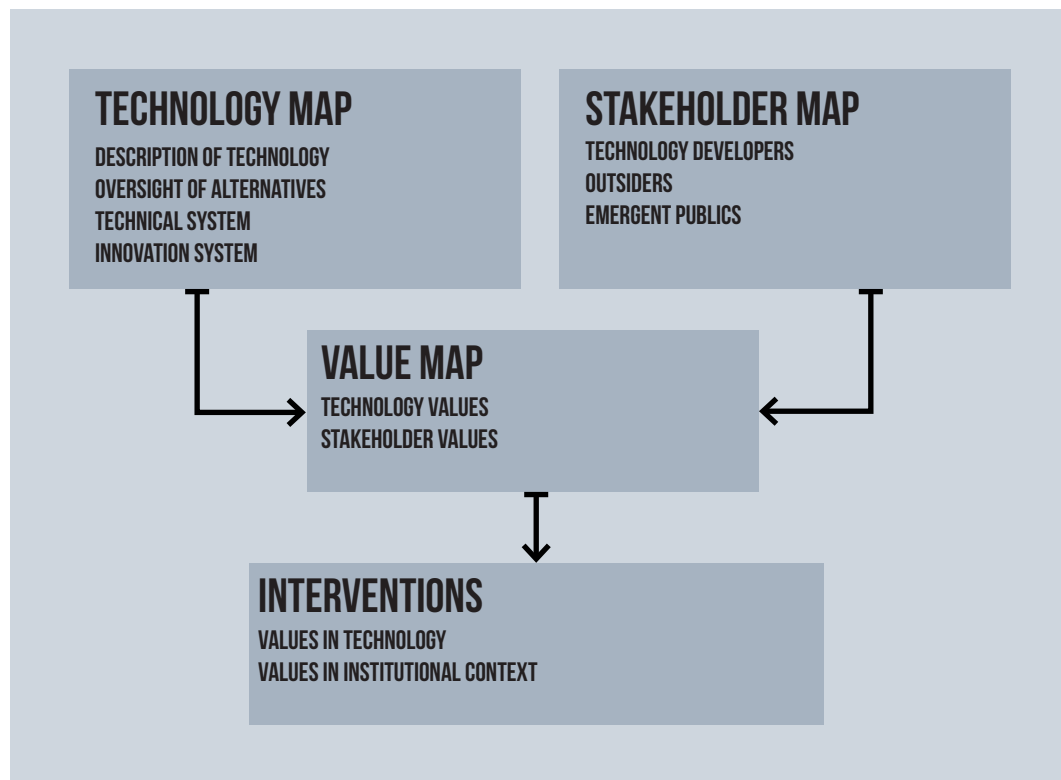 TECHNOLOGY MAP
DESCRIPTION OF TECHNOLOGY
OVERSIGHT OF ALTERNATIVES
TECHNICAL SYSTEM
INNOVATION SYSTEM
STAKEHOLDER MAP
TECHNOLOGY DEVELOPERS
OUTSIDERS
EMERGENT PUBLICS
VALUE MAP
TECHNOLOGY VALUES
STAKEHOLDER VALUES
INTERVENTIONS
VALUES IN TECHNOLOGY
VALUES IN INSTITUTIONAL CONTEXT